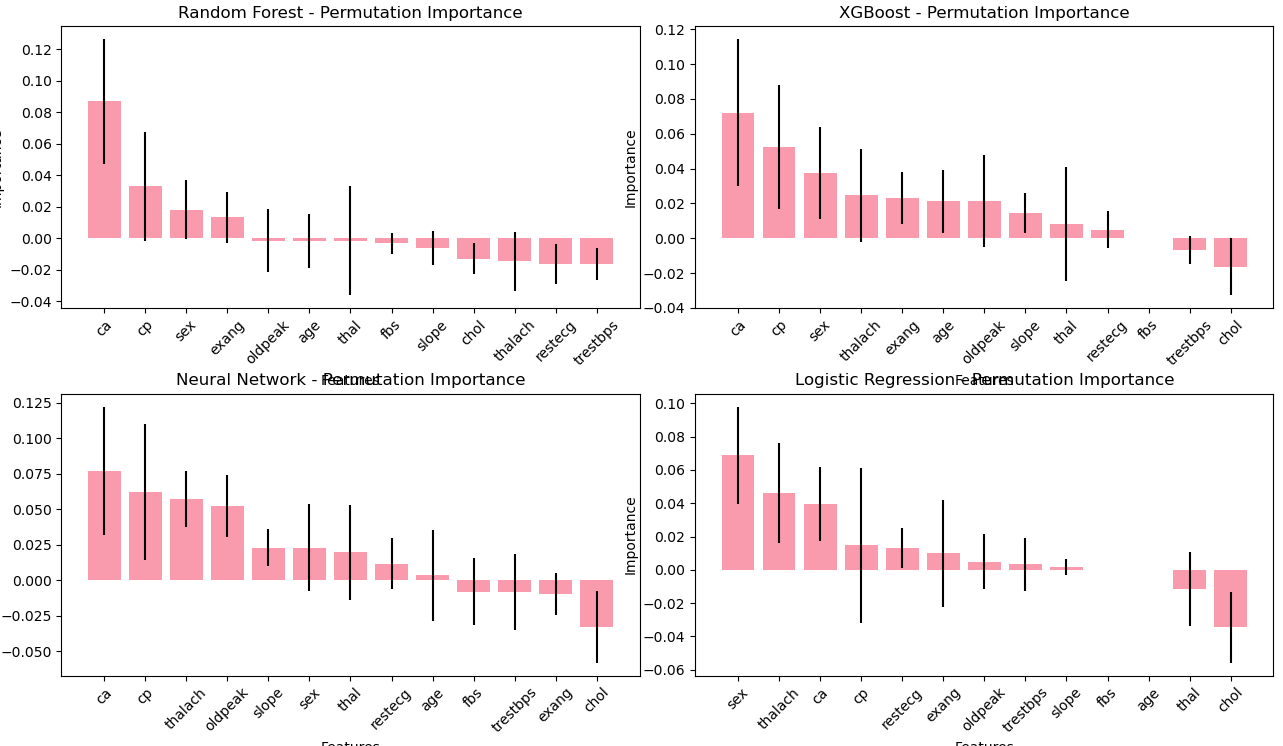 Random Forest - Permutation Importance
Importance
0.12
0.10
0.08
0.06
0.04
0.02
0.00
−0.02
−0.04
ca
cp
sex
exang
oldpeak
age
thal
fbs
slope
chol
thalach
restecg
trestbps
Features
XGBoost - Permutation Importance
Importance
0.12
0.10
0.08
0.06
0.04
0.02
0.00
−0.02
−0.04
ca
cp
sex
thalach
exang
age
oldpeak
slope
thal
restecg
fbs
trestbps
chol
Features
Neural Network - Permutation Importance
0.125
0.100
0.075
0.050
0.025
0.000
−0.025
−0.050
ca
cp
thalach
oldpeak
slope
sex
thal
restecg
age
fbs
trestbps
exang
chol
Features
Logistic Regression - Permutation Importance
Importance
0.10
0.08
0.06
0.04
0.02
0.00
−0.02
−0.04
−0.06
sex
thalach
ca
cp
restecg
exang
oldpeak
trestbps
slope
fbs
age
thal
chol
Features